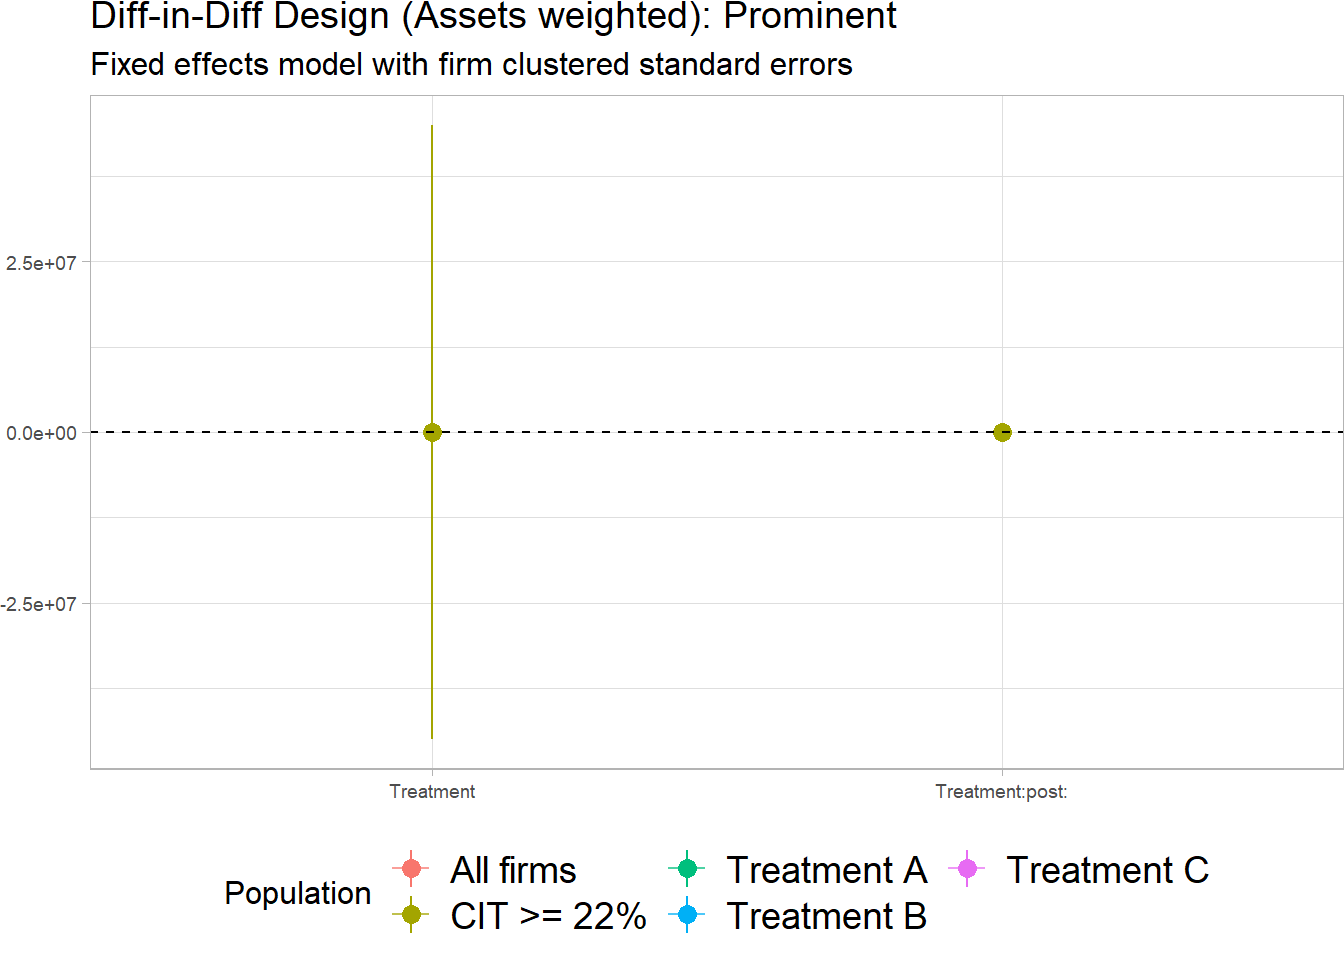 Diff-in-Diff Design (Assets weighted): Prominent
Fixed effects model with firm clustered standard errors
2.5e+07
0.0e+00
-2.5e+07
Treatment
Treatment:post:
Population
All firms
CIT >= 22%
Treatment A
Treatment B
Treatment C